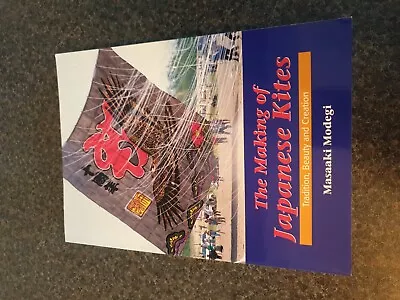 The Making of
Japanese Kites
Tradition, Beauty and Creation
Masaaki Modegi